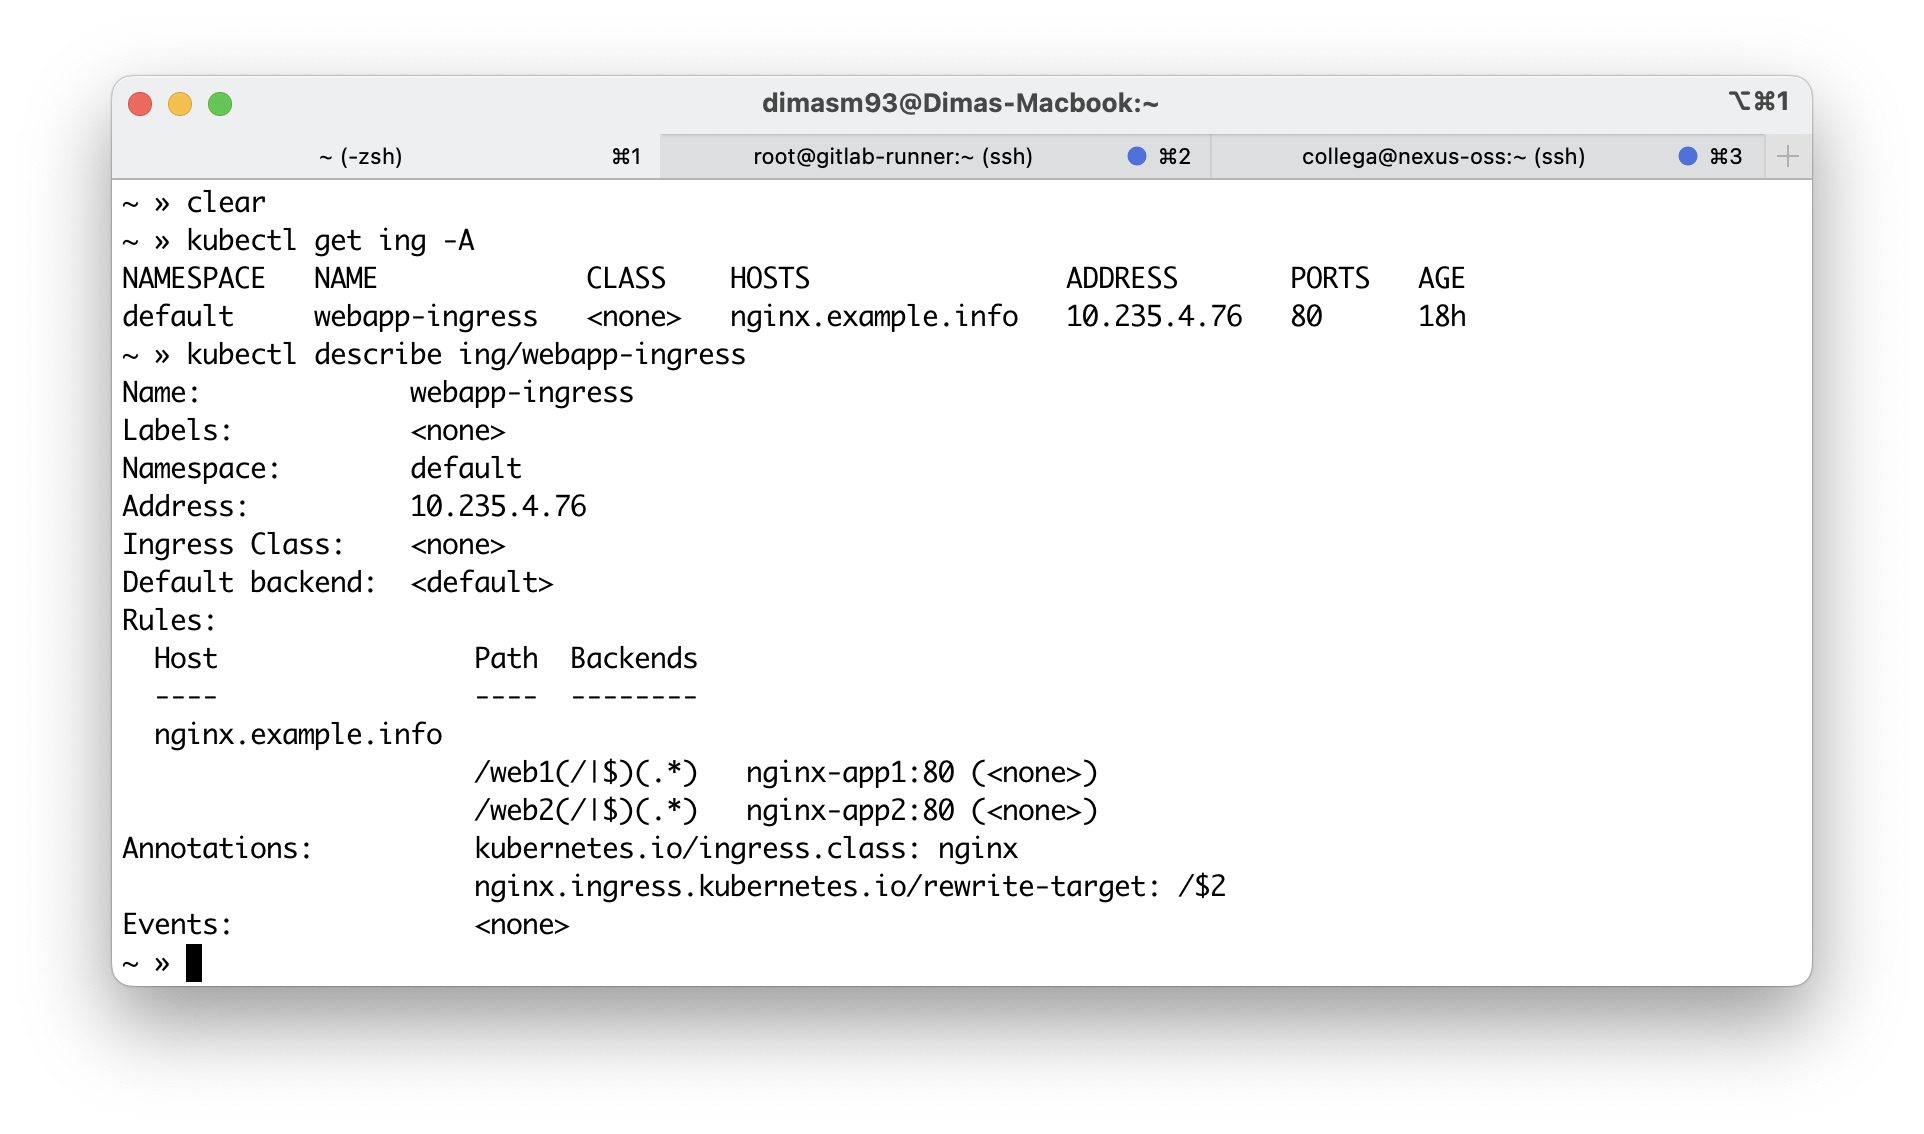 dimasm93@Dimas-Macbook:~
⌥⌘1
~ (-zsh) ⌘1 root@gitlab-runner:~ (ssh) ⌘2 collega@nexus-oss:~ (ssh) ⌘3 +
~ » clear
~ » kubectl get ing -A
NAMESPACE   NAME             CLASS    HOSTS                ADDRESS       PORTS   AGE
default     webapp-ingress   <none>   nginx.example.info   10.235.4.76   80      18h
~ » kubectl describe ing/webapp-ingress
Name:             webapp-ingress
Labels:           <none>
Namespace:        default
Address:          10.235.4.76
Ingress Class:    <none>
Default backend:  <default>
Rules:
  Host                Path  Backends
  ----                ----  --------
  nginx.example.info
                      /web1(/|$)(.*)   nginx-app1:80 (<none>)
                      /web2(/|$)(.*)   nginx-app2:80 (<none>)
Annotations:          kubernetes.io/ingress.class: nginx
                      nginx.ingress.kubernetes.io/rewrite-target: /$2
Events:               <none>
~ »